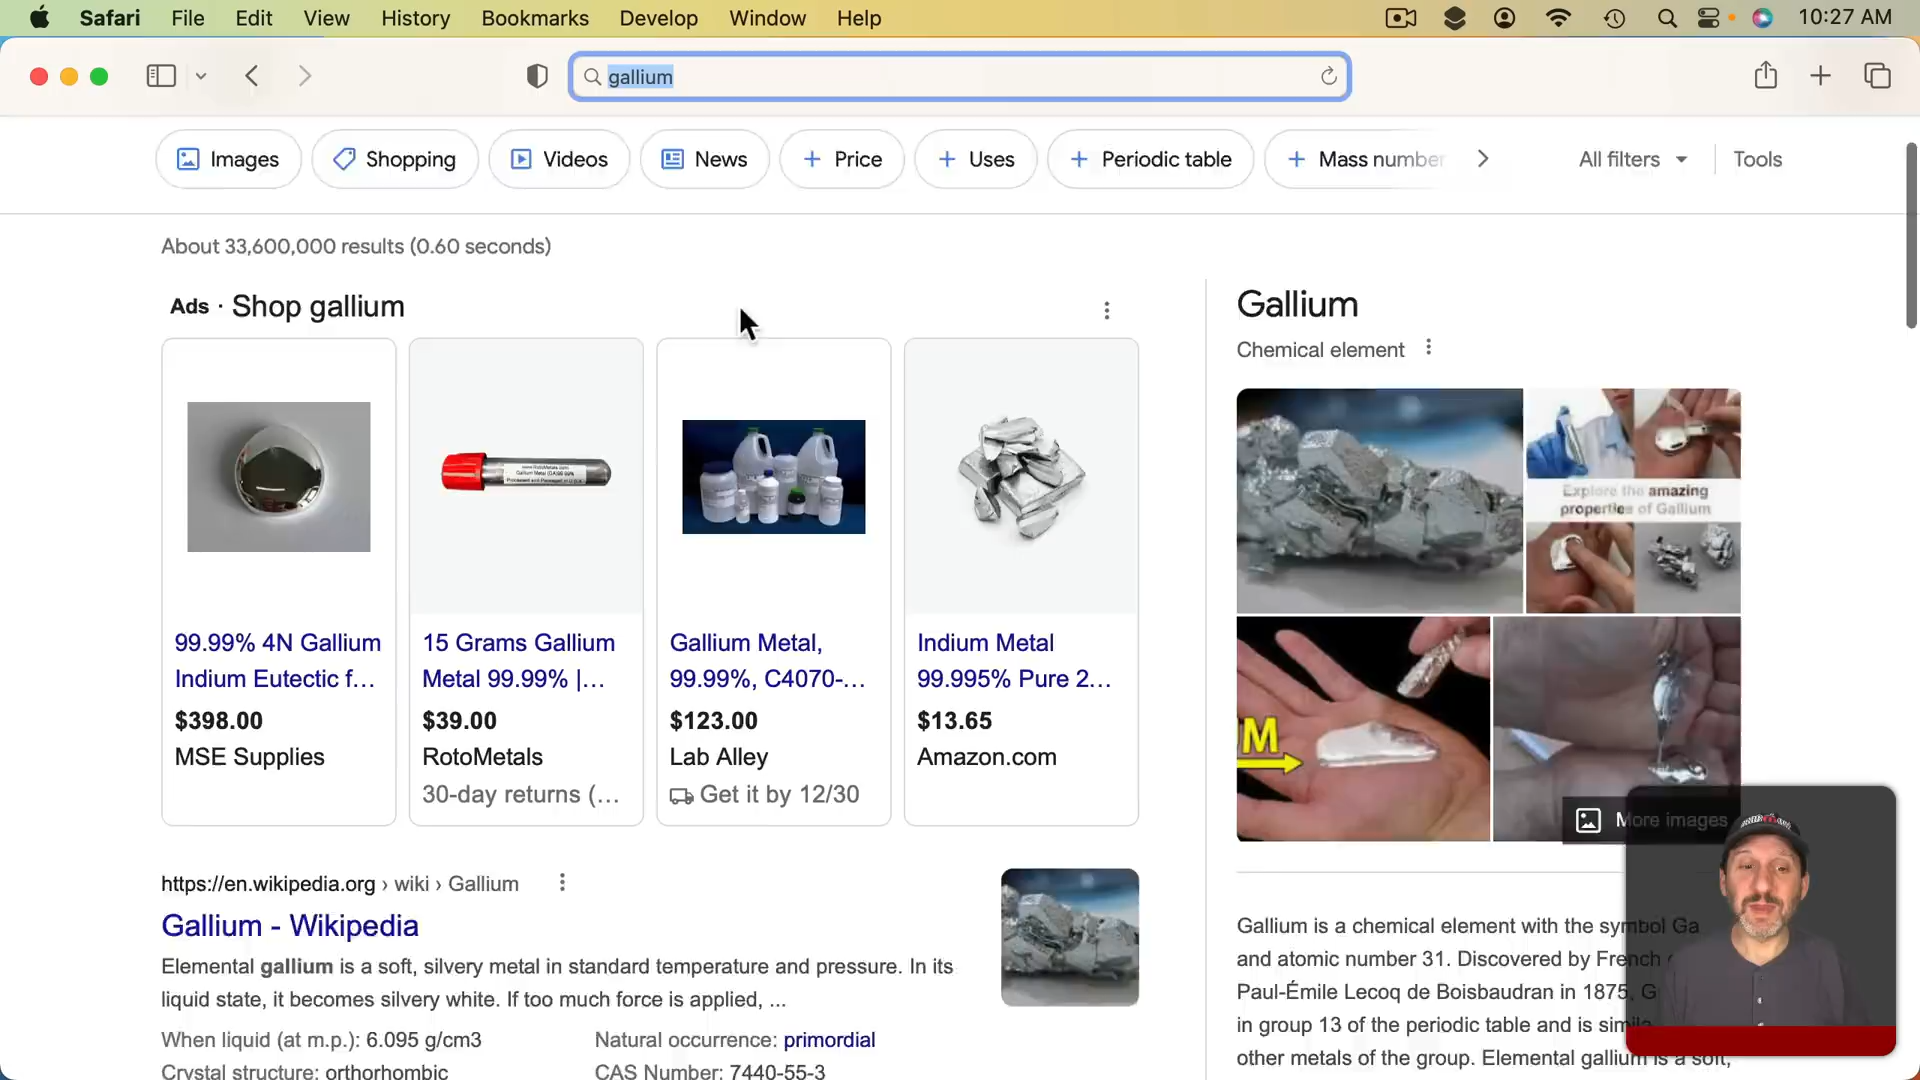 Safari File Edit View History Bookmarks Develop Window Help 10:27 AM
gallium
Images Shopping Videos News + Price + Uses + Periodic table + Mass number All filters Tools
About 33,600,000 results (0.60 seconds)
Ads · Shop gallium
99.99% 4N Gallium
Indium Eutectic f...
$398.00
MSE Supplies
15 Grams Gallium
Metal 99.99% |...
$39.00
RotoMetals
30-day returns (...
Gallium Metal,
99.99%, C4070-...
$123.00
Lab Alley
Get it by 12/30
Indium Metal
99.995% Pure 2...
$13.65
Amazon.com
https://en.wikipedia.org › wiki › Gallium
Gallium - Wikipedia
Elemental gallium is a soft, silvery metal in standard temperature and pressure. In its
liquid state, it becomes silvery white. If too much force is applied, ...
When liquid (at m.p.): 6.095 g/cm3
Natural occurrence: primordial
Crystal structure: orthorhombic
CAS Number: 7440-55-3
Gallium
Chemical element
Explore the amazing
properties of Gallium
M
More images
Gallium is a chemical element with the symbol Ga
and atomic number 31. Discovered by French
Paul-Émile Lecoq de Boisbaudran in 1875, G
in group 13 of the periodic table and is simila
other metals of the group. Elemental gallium is a soft,